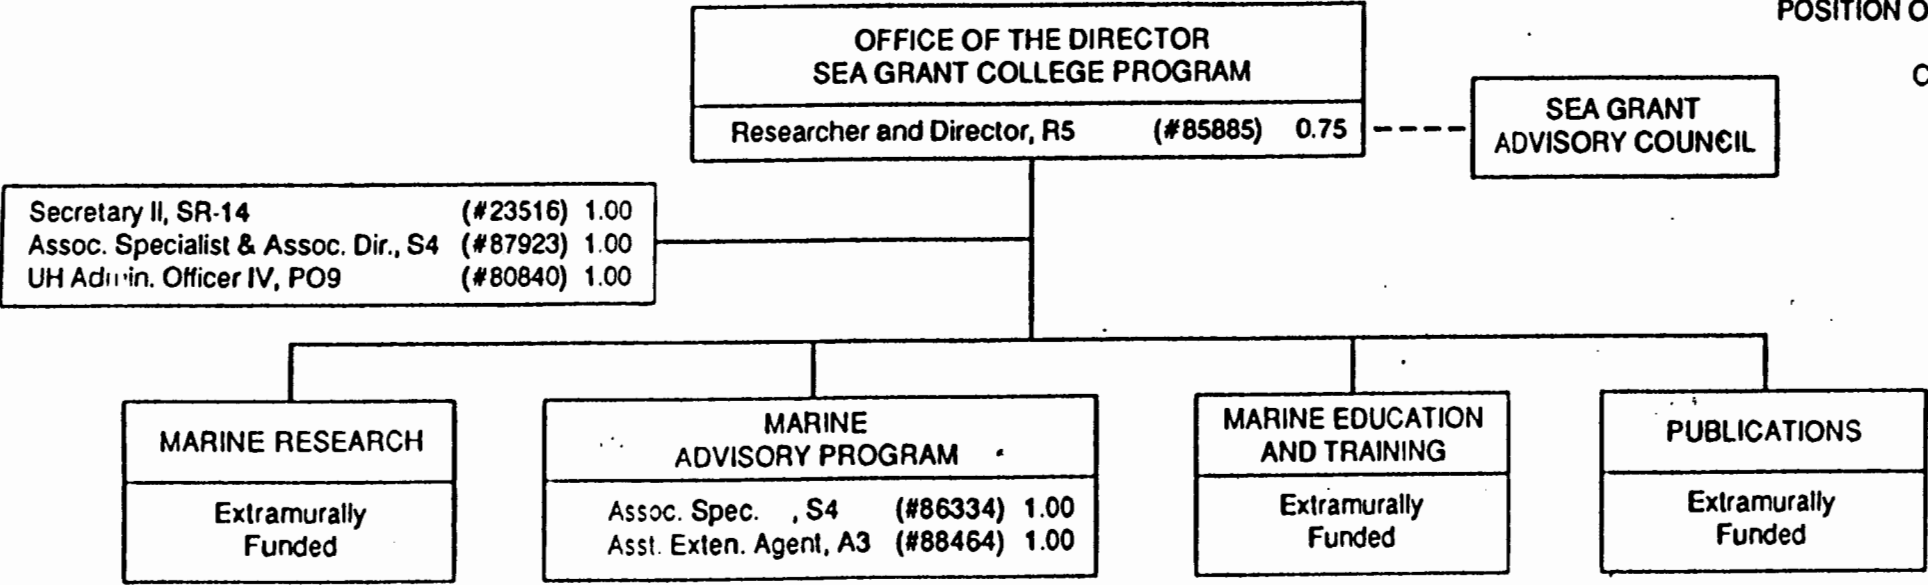 POSITION O
OFFICE OF THE DIRECTOR
SEA GRANT COLLEGE PROGRAM
C
Researcher and Director, R5 (#85885) 0.75
SEA GRANT
ADVISORY COUNCIL
Secretary II, SR-14 (#23516) 1.00
Assoc. Specialist & Assoc. Dir., S4 (#87923) 1.00
UH Admin. Officer IV, PO9 (#80840) 1.00
MARINE RESEARCH
Extramurally
Funded
MARINE
ADVISORY PROGRAM
Assoc. Spec. , S4 (#86334) 1.00
Asst. Exten. Agent, A3 (#88464) 1.00
MARINE EDUCATION
AND TRAINING
Extramurally
Funded
PUBLICATIONS
Extramurally
Funded